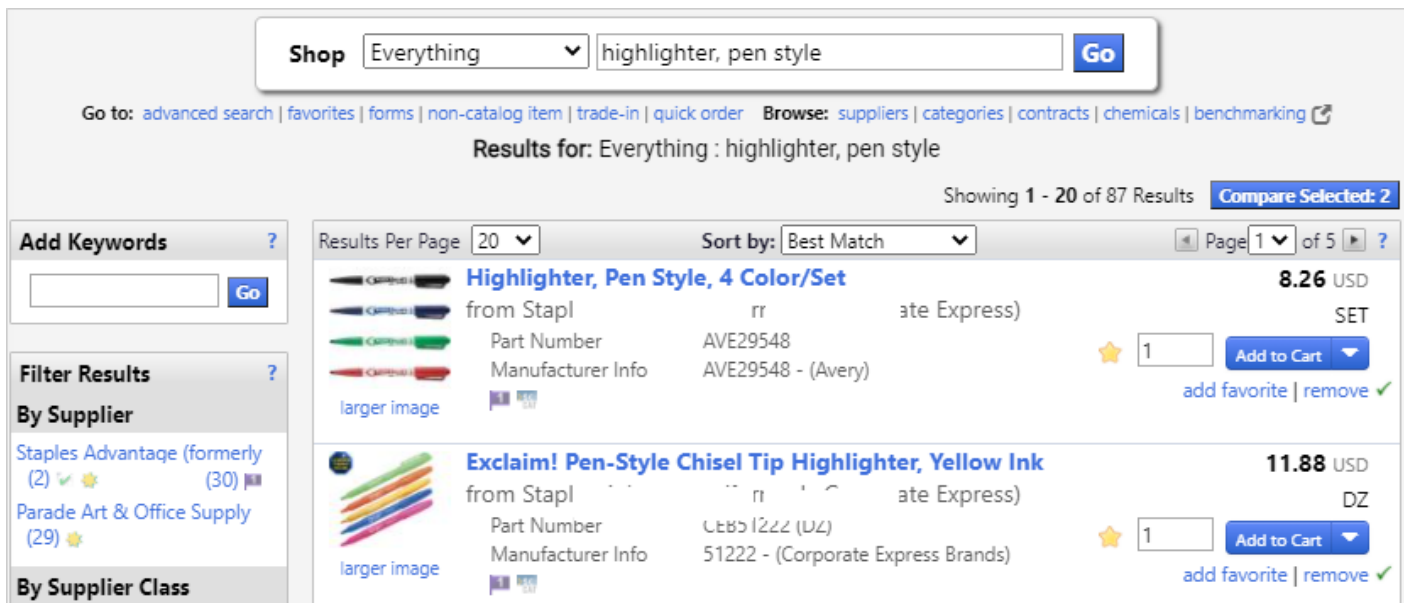 Shop Everything highlighter, pen style Go
Go to: advanced search | favorites | forms | non-catalog item | trade-in | quick order Browse: suppliers | categories | contracts | chemicals | benchmarking
Results for: Everything : highlighter, pen style
Showing 1 - 20 of 87 Results Compare Selected: 2
Add Keywords ?
Go
Filter Results ?
By Supplier
Staples Advantage (formerly
(2) (30) 1
Parade Art & Office Supply
(29)
By Supplier Class
Results Per Page 20 Sort by: Best Match Page 1 of 5 ?
Highlighter, Pen Style, 4 Color/Set 8.26 USD
from Stapl ate Express) SET
Part Number AVE29548
Manufacturer Info AVE29548 - (Avery)
1 Add to Cart
larger image 1 add favorite | remove
Exclaim! Pen-Style Chisel Tip Highlighter, Yellow Ink 11.88 USD
from Stapl ate Express) DZ
Part Number CEB51222 (DZ)
Manufacturer Info 51222 - (Corporate Express Brands)
1 Add to Cart
larger image 1 add favorite | remove